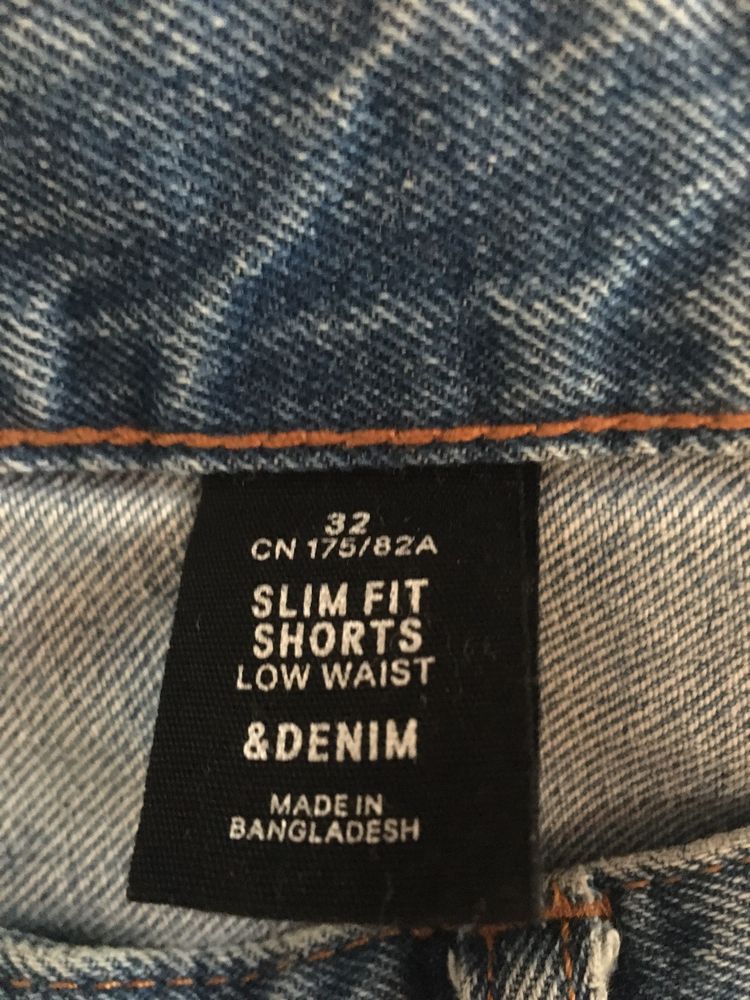 32
CN 175/82A
SLIM FIT
SHORTS
LOW WAIST
&DENIM
MADE IN
BANGLADESH